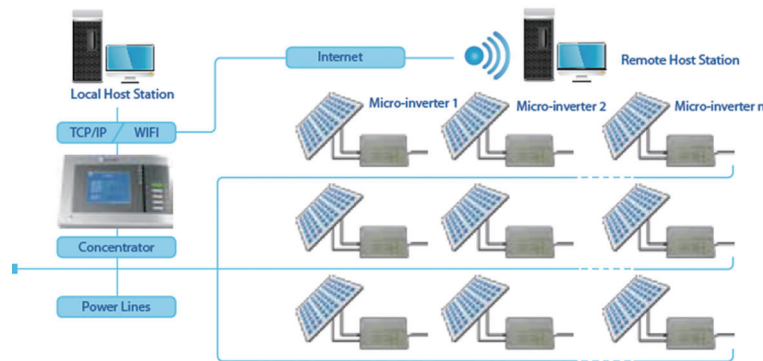 Internet
Remote Host Station
Local Host Station
Micro-inverter 1
Micro-inverter 2
Micro-inverter n
TCP/IP / WIFI
Concentrator
Power Lines